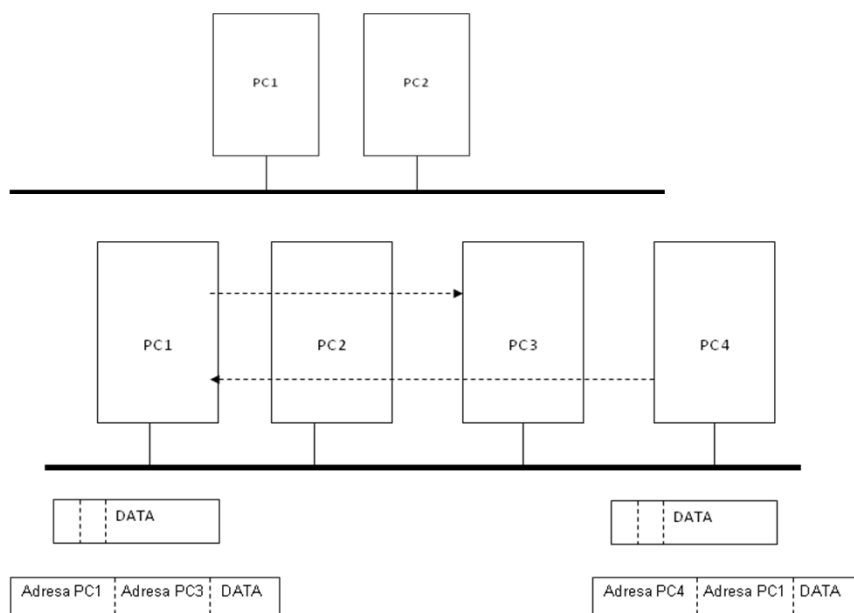 PC1
PC2
PC1
PC2
PC3
PC4
DATA
DATA
Adresa PC1 Adresa PC3 DATA
Adresa PC4 Adresa PC1 DATA